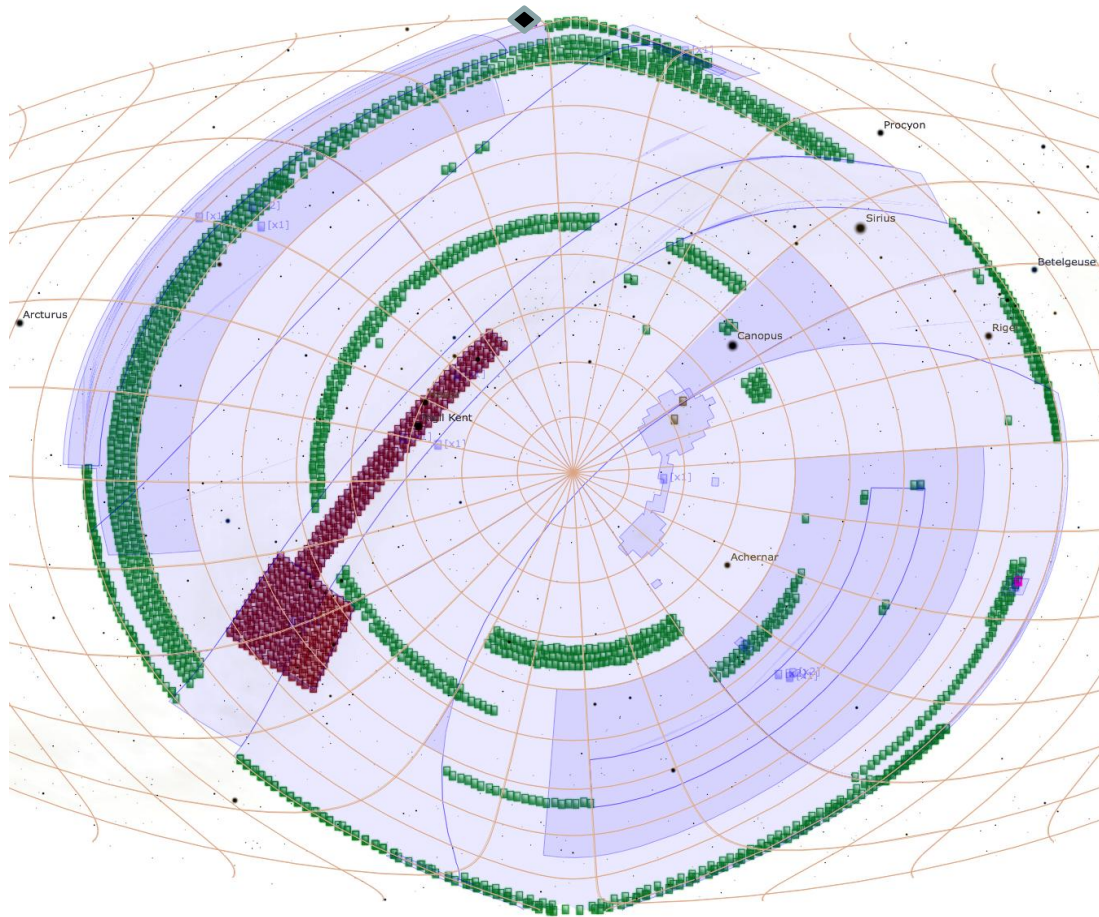 [x1]
Procyon
Sirius
[x1]
Betelgeuse
Arcturus
Rigel
Canopus
Kent
[x1]
[x1]
Achernar